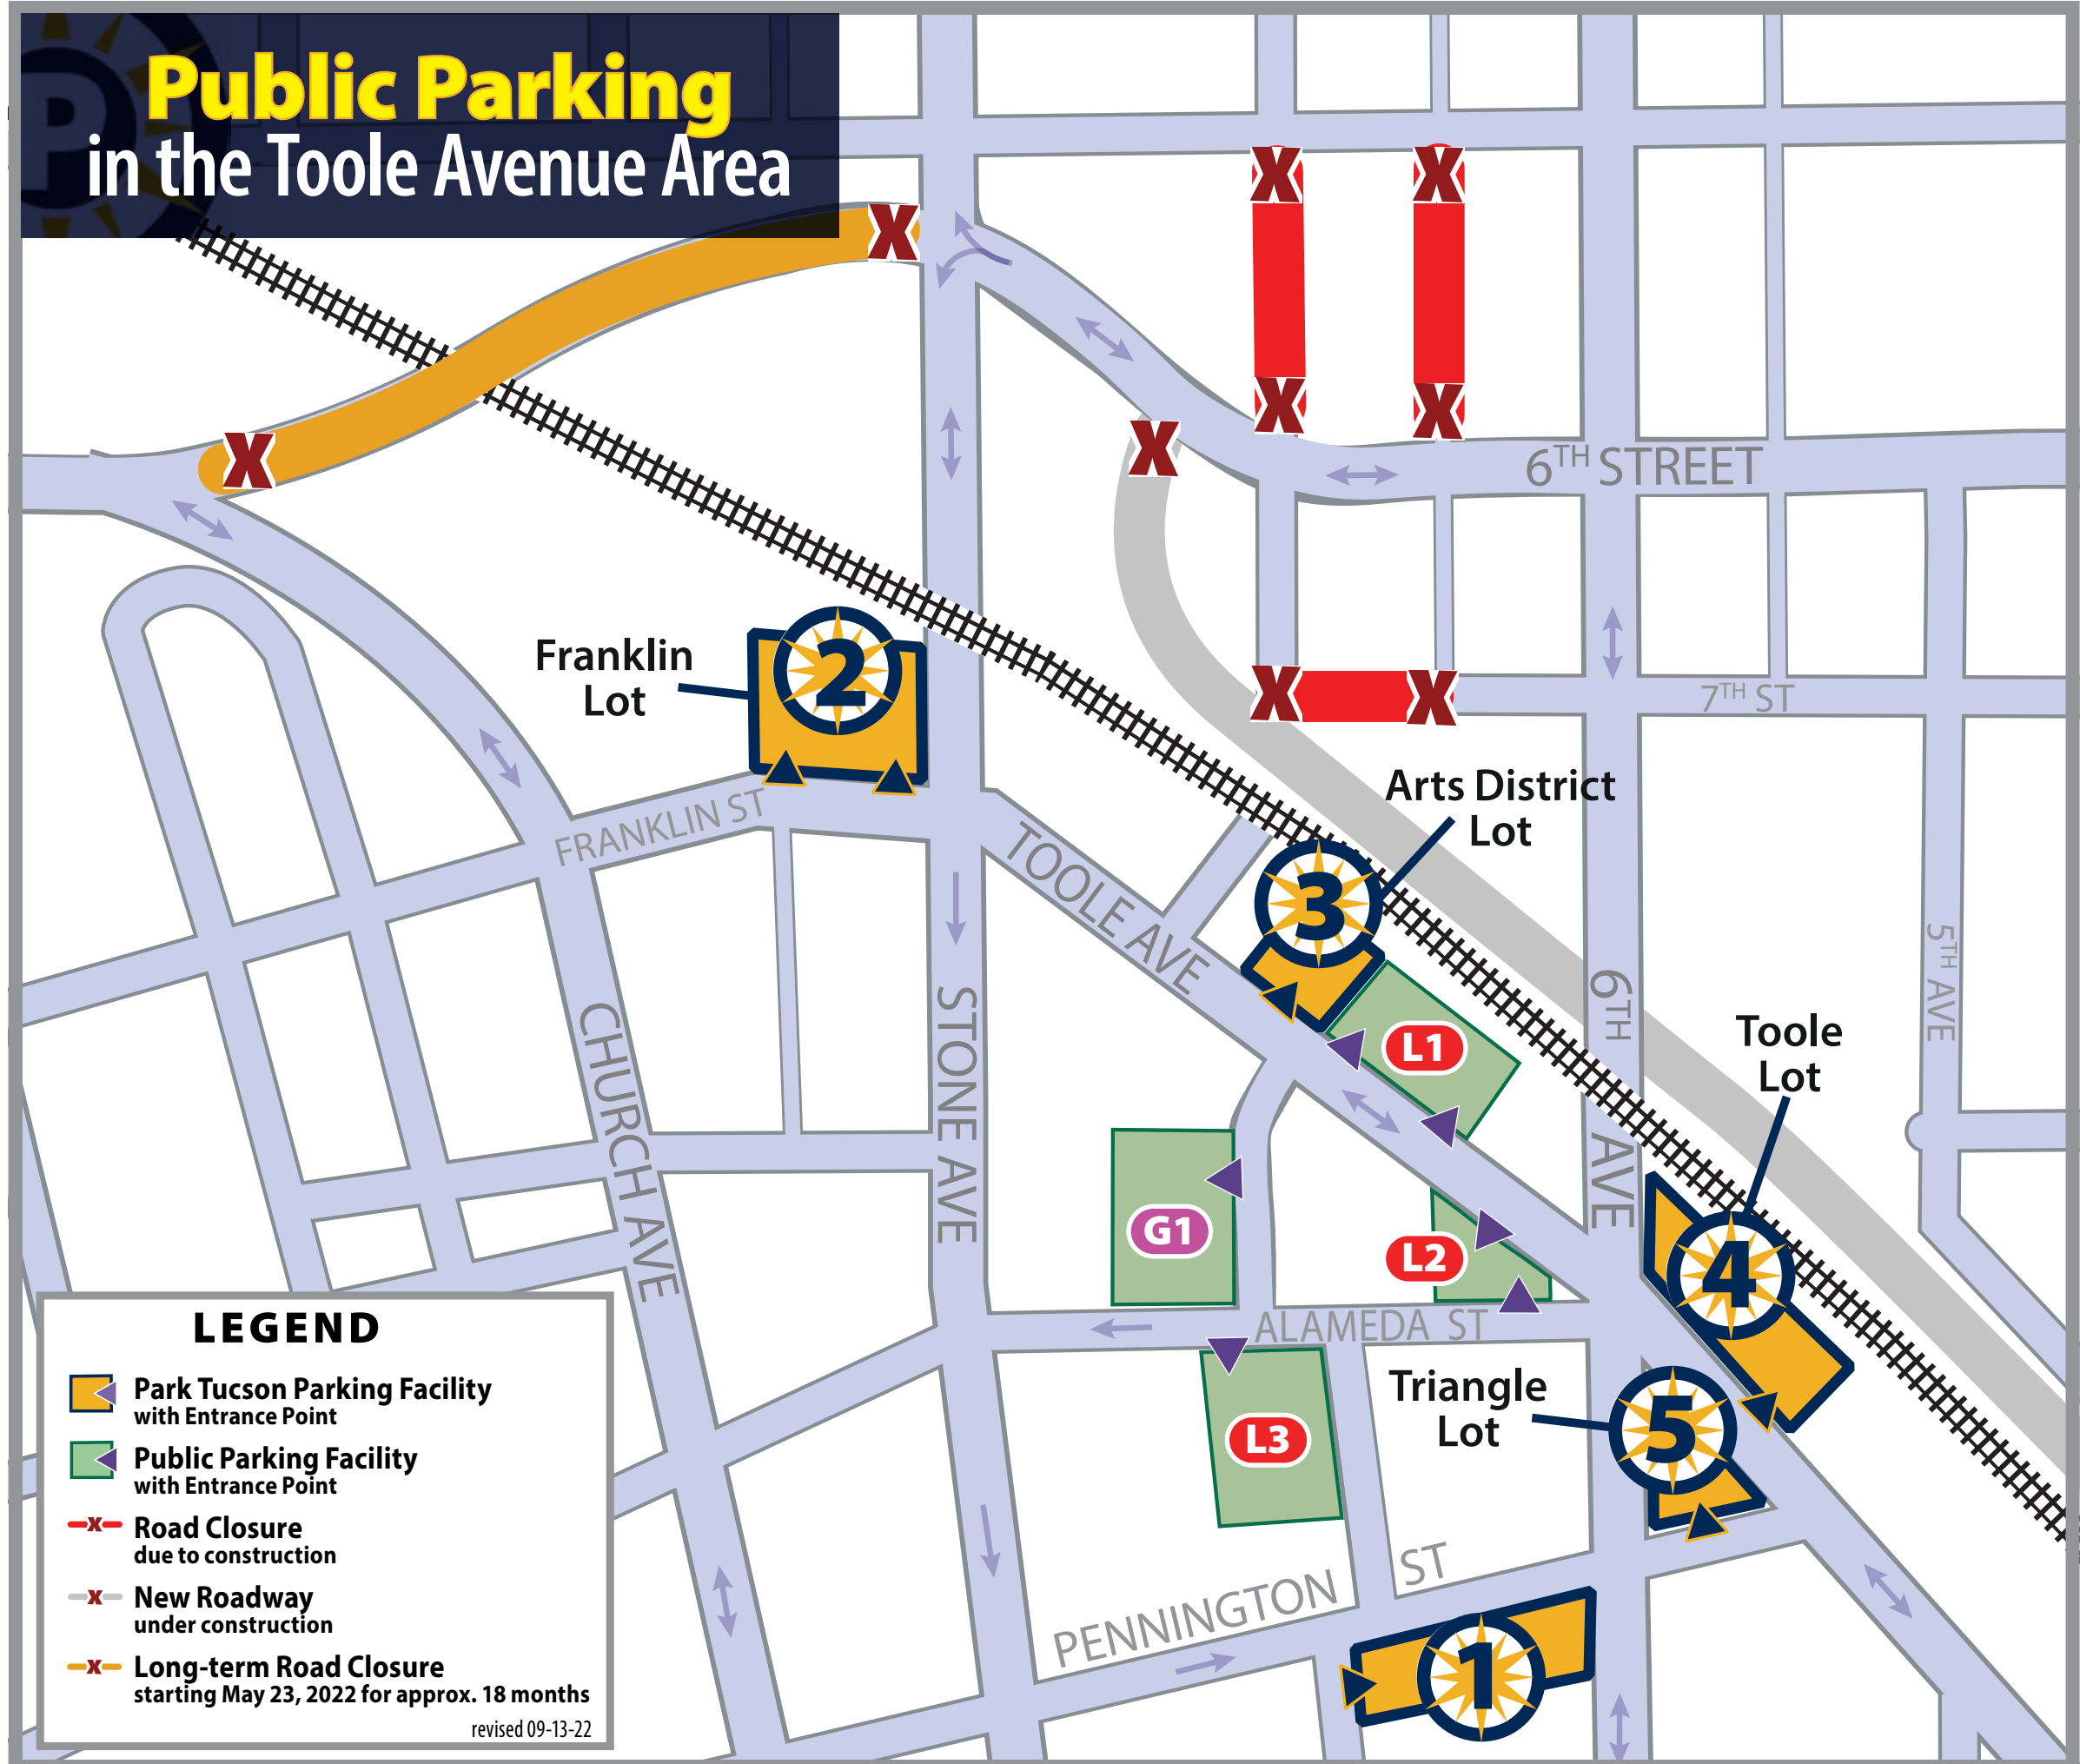 P
Public Parking
in the Toole Avenue Area
X
X
X
X
X
X
X
6TH STREET
2
Franklin
Lot
X
X
7TH ST
Arts District
Lot
FRANKLIN ST
TOOLE AVE
3
STONE AVE
CHURCH AVE
6TH AVE
5TH AVE
Toole
Lot
L1
G1
L2
4
ALAMEDA ST
Triangle
Lot
5
L3
PENNINGTON ST
1
LEGEND
Park Tucson Parking Facility
with Entrance Point
Public Parking Facility
with Entrance Point
X
Road Closure
due to construction
X
New Roadway
under construction
X
Long-term Road Closure
starting May 23, 2022 for approx. 18 months
revised 09-13-22